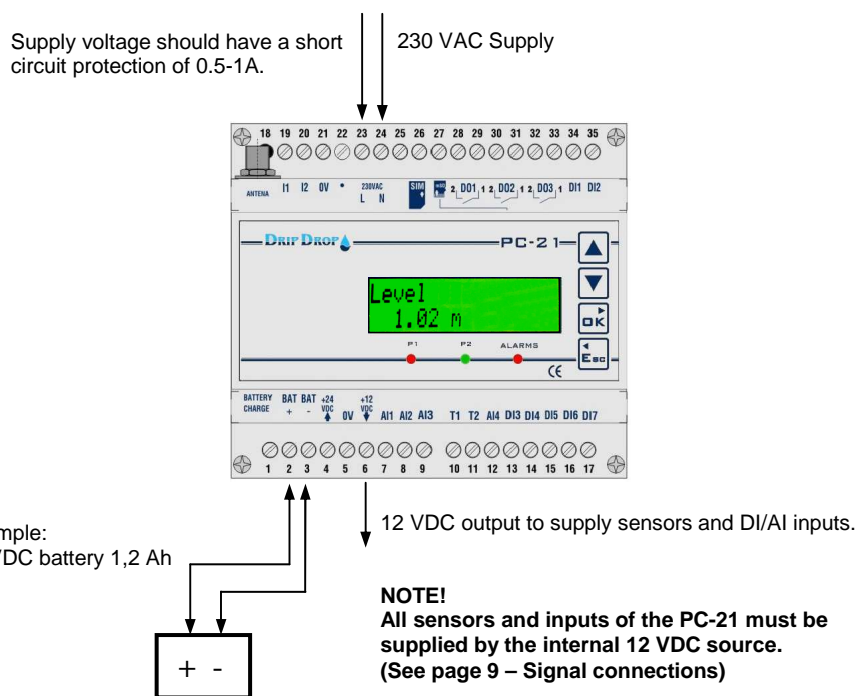 Supply voltage should have a short
circuit protection of 0.5-1A.
230 VAC Supply
18 19 20 21 22 23 24 25 26 27 28 29 30 31 32 33 34 35
ANTENA I1 I2 0V • 230VAC SIM 2 DO1 1 2 DO2 1 2 DO3 1 DI1 DI2
L N
DRIP DROP PC-21
Level
1.02 m
OK
P1 P2 ALARMS
Esc
CE
BATTERY CHARGE BAT + BAT - +24 VDC 0V +12 VDC AI1 AI2 AI3 T1 T2 AI4 DI3 DI4 DI5 DI6 DI7
1 2 3 4 5 6 7 8 9 10 11 12 13 14 15 16 17
mple:
VDC battery 1,2 Ah
12 VDC output to supply sensors and DI/AI inputs.
+ -
NOTE!
All sensors and inputs of the PC-21 must be
supplied by the internal 12 VDC source.
(See page 9 – Signal connections)